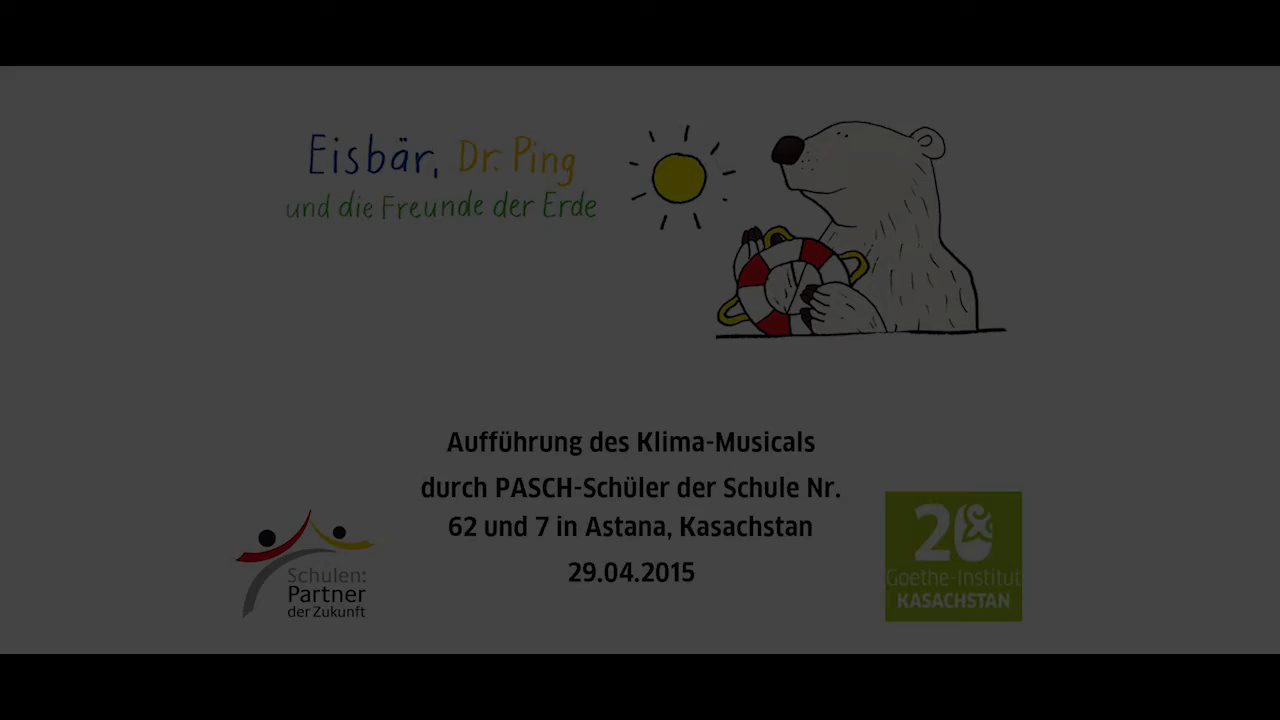 Eisbär, Dr. Ping
und die Freunde der Erde
Aufführung des Klima-Musicals
durch PASCH-Schüler der Schule Nr.
62 und 7 in Astana, Kasachstan
29.04.2015
Schulen:
Partner
der Zukunft
20
Goethe-Institut
KASACHSTAN